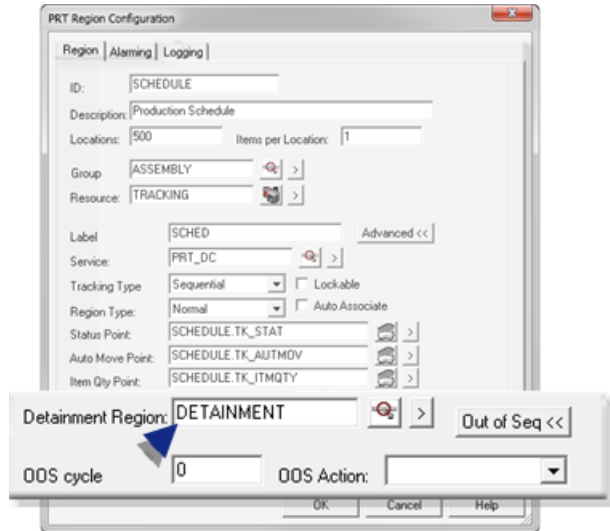 PRT Region Configuration
Region Alarming Logging
ID: SCHEDULE
Description: Production Schedule
Locations: 500 Items per Location: 1
Group ASSEMBLY >
Resource: TRACKING >
Label SCHED Advanced <<
Service: PRT_DC >
Tracking Type Sequential Lockable
Region Type: Normal Auto Associate
Status Point: SCHEDULE.TK_STAT >
Auto Move Point: SCHEDULE.TK_AUTMOV >
Item Qty Point: SCHEDULE.TK_ITMQTY >
Detainment Region: DETAINMENT > Out of Seq <<
OOS cycle 0 OOS Action:
OK Cancel Help